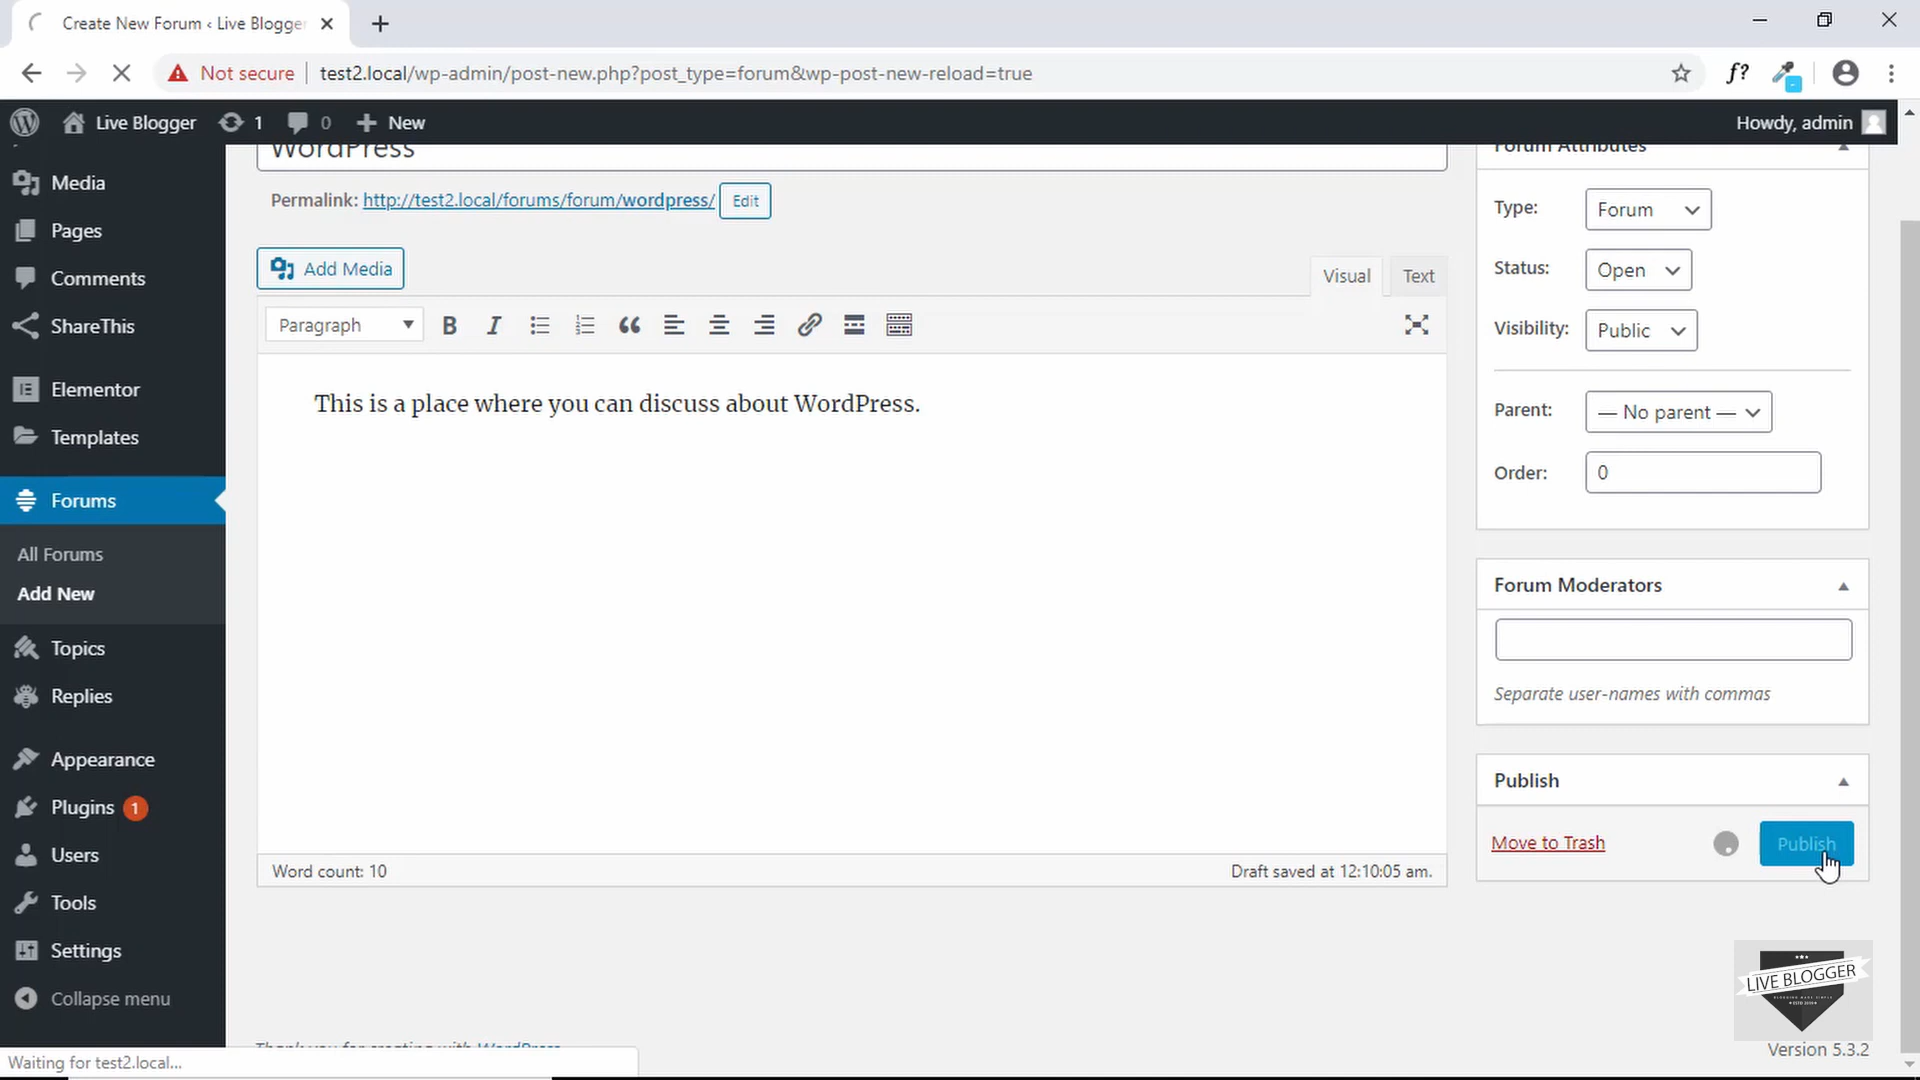 Create New Forum ‹ Live Blogger
Not secure
test2.local/wp-admin/post-new.php?post_type=forum&wp-post-new-reload=true
f?
Live Blogger
1
0
New
Howdy, admin
Media
Pages
Comments
ShareThis
Elementor
Templates
Forums
All Forums
Add New
Topics
Replies
Appearance
Plugins 1
Users
Tools
Settings
Collapse menu
WordPress
Permalink: http://test2.local/forums/forum/wordpress/ Edit
Add Media
Visual Text
Paragraph
This is a place where you can discuss about WordPress.
Word count: 10
Draft saved at 12:10:05 am.
Forum Attributes
Type: Forum
Status: Open
Visibility: Public
Parent: — No parent —
Order: 0
Forum Moderators
Separate user-names with commas
Publish
Move to Trash
Publish
LIVE BLOGGER
Thank you for creating with WordPress
Version 5.3.2
Waiting for test2.local...